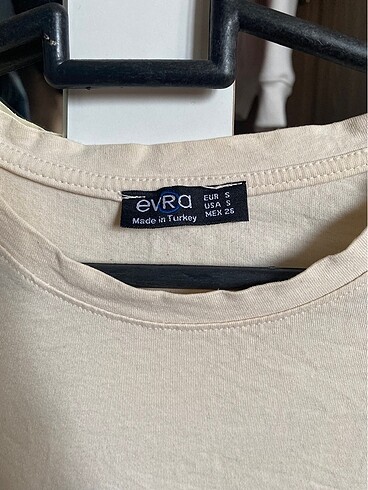 evRa
Made in Turkey
EUR S
USA S
MEX 26